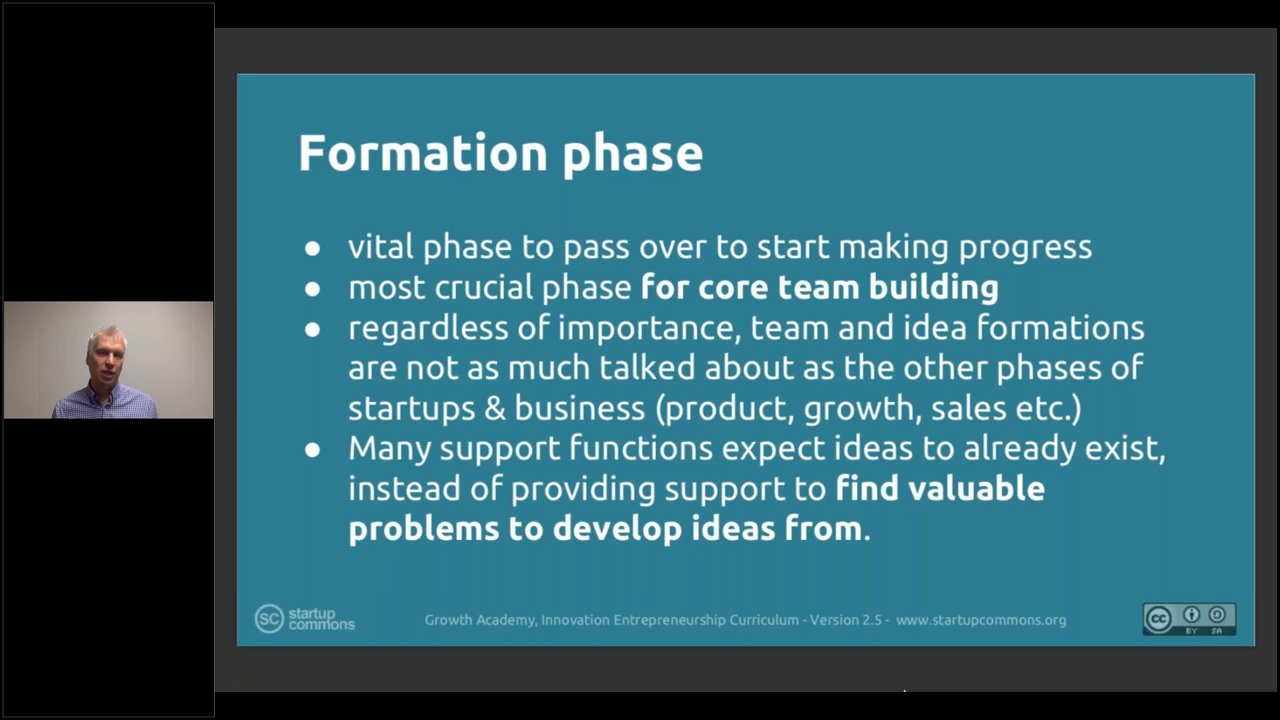 Formation phase
● vital phase to pass over to start making progress
● most crucial phase for core team building
● regardless of importance, team and idea formations
are not as much talked about as the other phases of
startups & business (product, growth, sales etc.)
● Many support functions expect ideas to already exist,
instead of providing support to find valuable
problems to develop ideas from.
SC startup
commons
Growth Academy, Innovation Entrepreneurship Curriculum - Version 2.5 - www.startupcommons.org
cc
BY SA